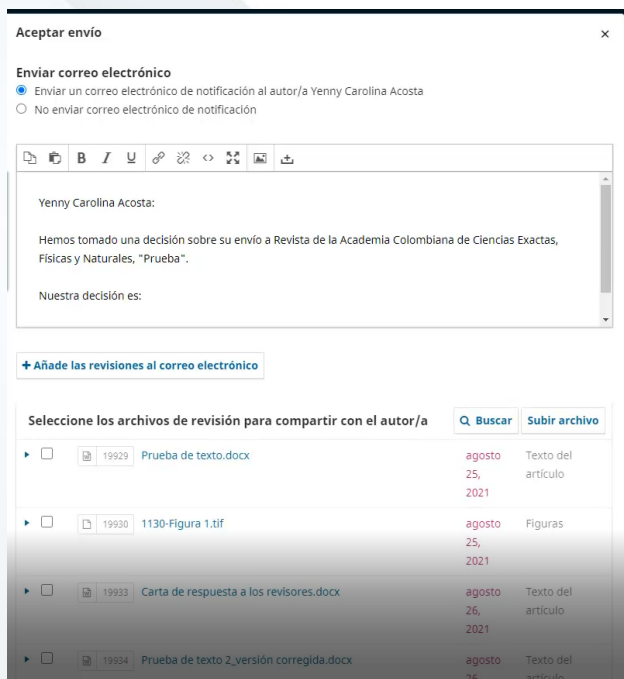 Aceptar envío
×
Enviar correo electrónico
Enviar un correo electrónico de notificación al autor/a Yenny Carolina Acosta
No enviar correo electrónico de notificación
B I U
Yenny Carolina Acosta:
Hemos tomado una decisión sobre su envío a Revista de la Academia Colombiana de Ciencias Exactas,
Físicas y Naturales, "Prueba".
Nuestra decisión es:
+ Añade las revisiones al correo electrónico
Seleccione los archivos de revisión para compartir con el autor/a Buscar Subir archivo
19929 Prueba de texto.docx agosto Texto del
25, artículo
2021
19930 1130-Figura 1.tif agosto Figuras
25,
2021
19933 Carta de respuesta a los revisores.docx agosto Texto del
26, artículo
2021
19934 Prueba de texto 2_versión corregida.docx agosto Texto del
26, artículo